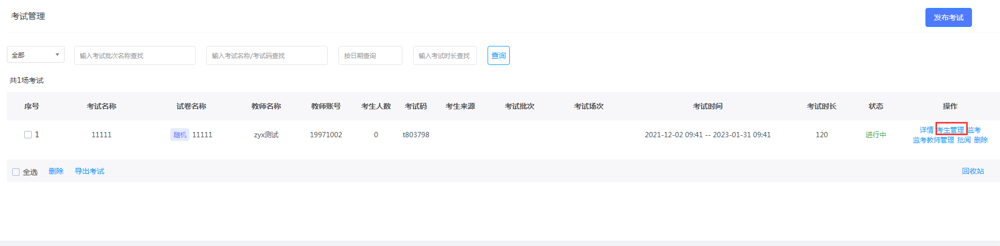 考试管理
发布考试
全部 输入考试批次名称查找 输入考试名称/考试码查找 按日期查询 输入考试时长查找 查询
共1场考试
序号 考试名称 试卷名称 教师名称 教师账号 考生人数 考试码 考生来源 考试批次 考试场次 考试时间 考试时长 状态 操作
1 11111 随机 11111 zyx测试 19971002 0 t803798 2021-12-02 09:41 -- 2023-01-31 09:41 120 进行中 详情 考生管理 监考
监考教师管理 批阅 删除
全选 删除 导出考试 回收站